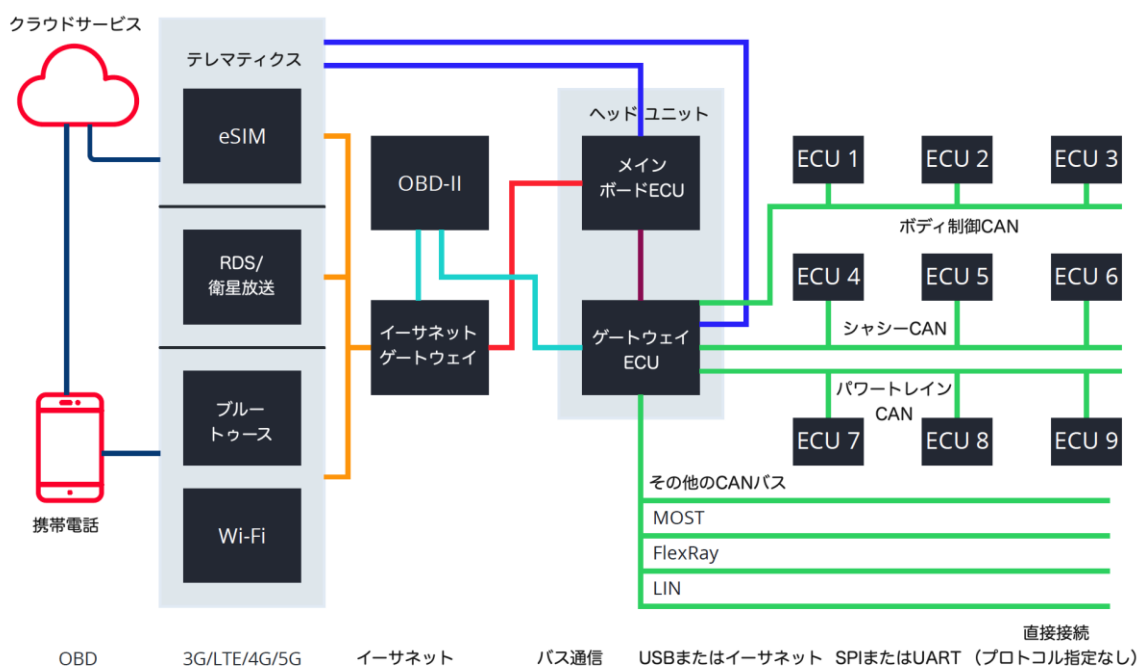 クラウドサービス
テレマティクス
eSIM
RDS/
衛星放送
ブルー
トゥース
Wi-Fi
携帯電話
OBD-II
イーサネット
ゲートウェイ
ヘッドユニット
メイン
ボードECU
ゲートウェイ
ECU
ECU 1
ECU 2
ECU 3
ボディ制御CAN
ECU 4
ECU 5
ECU 6
シャシーCAN
パワートレイン
CAN
ECU 7
ECU 8
ECU 9
その他のCANバス
MOST
FlexRay
LIN
OBD
3G/LTE/4G/5G
イーサネット
バス通信
USBまたはイーサネット
SPIまたはUART
直接接続
（プロトコル指定なし）